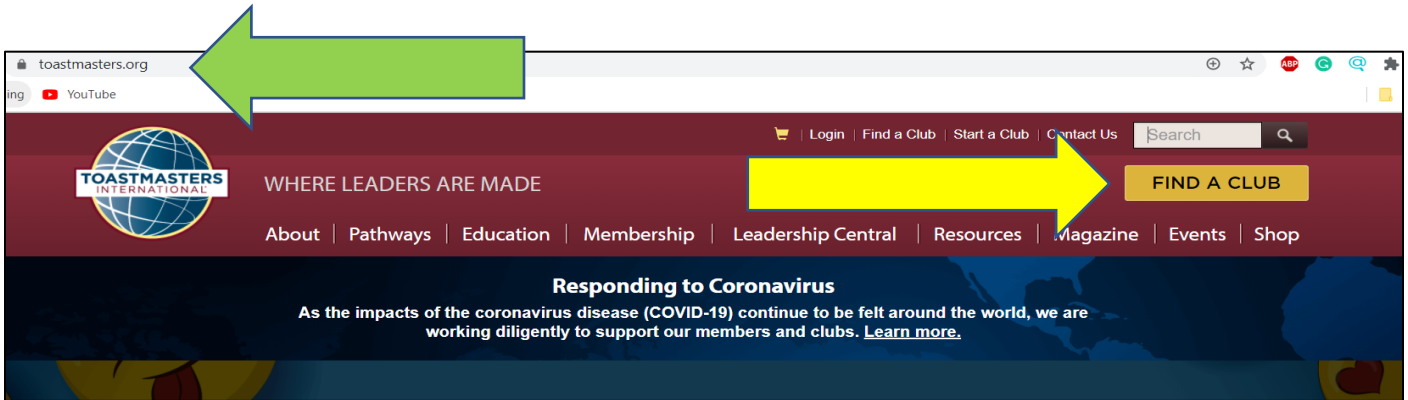 toastmasters.org
ing YouTube
ABP
Login | Find a Club | Start a Club | Contact Us Search
TOASTMASTERS
INTERNATIONAL
WHERE LEADERS ARE MADE
FIND A CLUB
About | Pathways | Education | Membership | Leadership Central | Resources | Magazine | Events | Shop
Responding to Coronavirus
As the impacts of the coronavirus disease (COVID-19) continue to be felt around the world, we are
working diligently to support our members and clubs. Learn more.